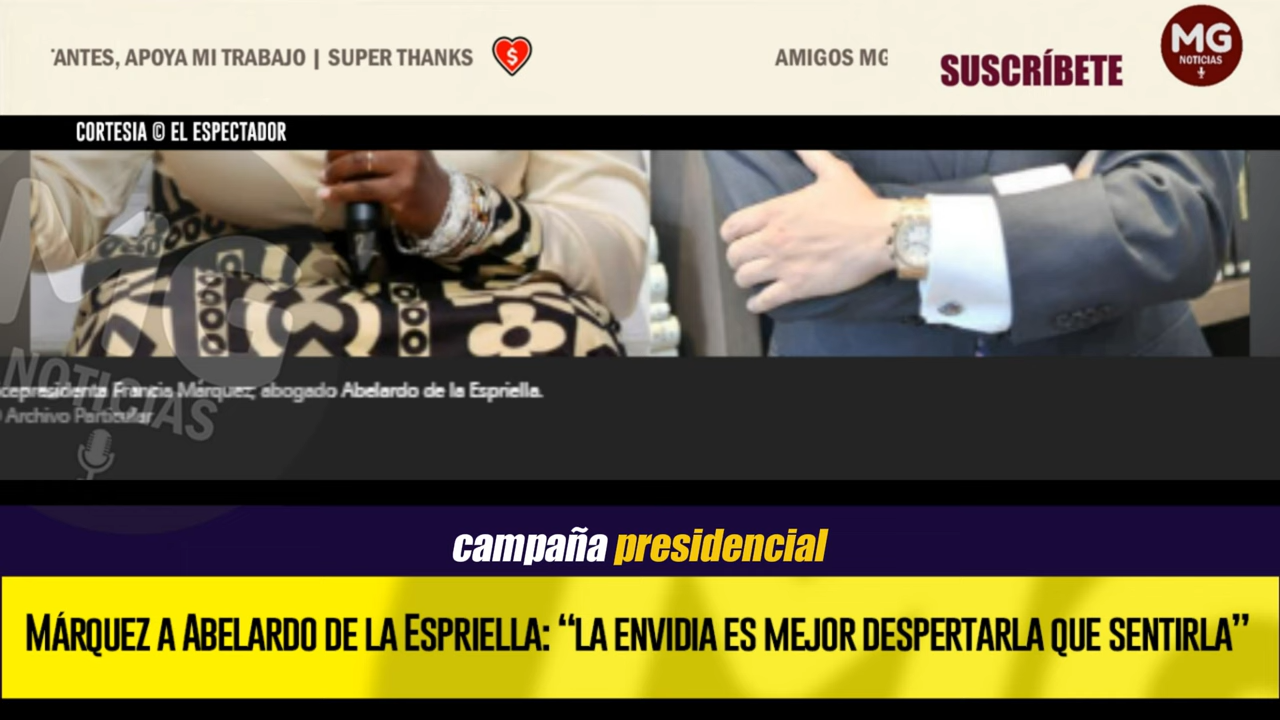 ANTES, APOYA MI TRABAJO | SUPER THANKS
AMIGOS MG
SUSCRÍBETE
MG
NOTICIAS
CORTESIA © EL ESPECTADOR
MG
NOTICIAS
cepresidenta Francia Márquez; abogado Abelardo de la Espriella.
Archivo Particular
campaña presidencial
MÁRQUEZ A ABELARDO DE LA ESPRIELLA: “LA ENVIDIA ES MEJOR DESPERTARLA QUE SENTIRLA”